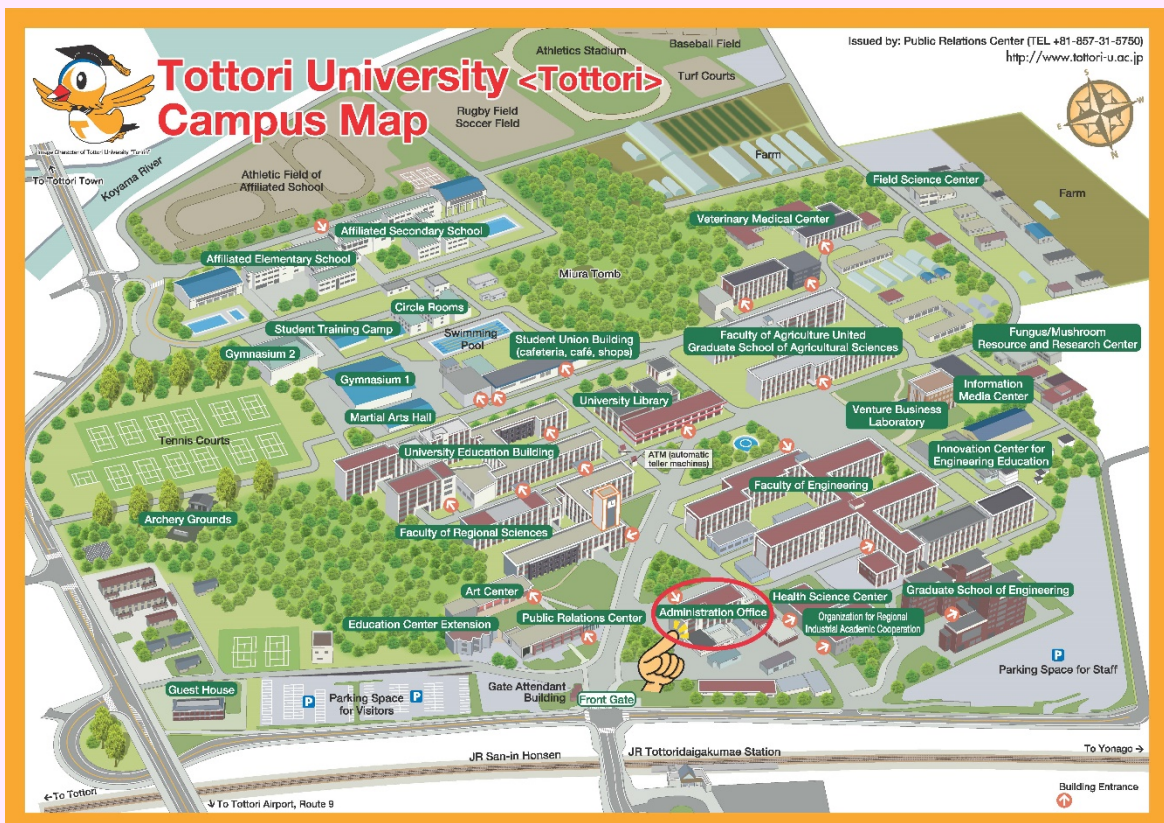 Tottori University <Tottori>
Campus Map
Issued by: Public Relations Center (TEL +81-857-31-5750)
http://www.tottori-u.ac.jp
S
W
E
N
To Tottori Town
Koyama River
Athletics Stadium
Baseball Field
Turf Courts
Rugby Field
Soccer Field
Athletic Field of
Affiliated School
Farm
Field Science Center
Farm
Affiliated Secondary School
Veterinary Medical Center
Affiliated Elementary School
Miura Tomb
Circle Rooms
Student Training Camp
Swimming
Pool
Student Union Building
(cafeteria, café, shops)
Faculty of Agriculture United
Graduate School of Agricultural Sciences
Fungus/Mushroom
Resource and Research Center
Gymnasium 2
Gymnasium 1
University Library
Information
Media Center
Martial Arts Hall
Venture Business
Laboratory
Tennis Courts
University Education Building
ATM (automatic
teller machines)
Innovation Center for
Engineering Education
Faculty of Engineering
Archery Grounds
Faculty of Regional Sciences
Art Center
Health Science Center
Graduate School of Engineering
Administration Office
Public Relations Center
Organization for Regional
Industrial Academic Cooperation
Education Center Extension
P
Parking Space for Staff
Guest House
P
Parking Space
for Visitors
P
Gate Attendant
Building
Front Gate
JR San-in Honsen
JR Tottoridaigakumae Station
To Yonago →
←To Tottori
↓ To Tottori Airport, Route 9
Building Entrance